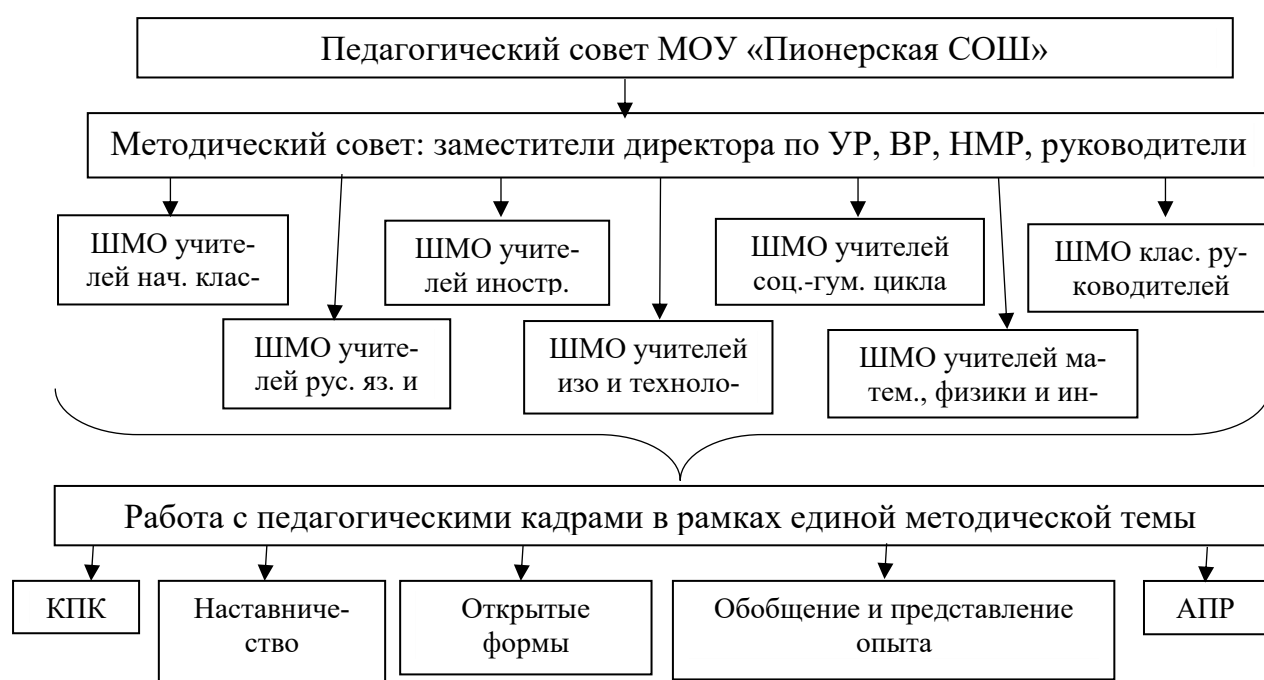 Педагогический совет МОУ «Пионерская СОШ»
Методический совет: заместители директора по УР, ВР, НМР, руководители
ШМО учите-
лей нач. клас-
ШМО учите-
лей иностр.
ШМО учителей
соц.-гум. цикла
ШМО клас. ру-
ководителей
ШМО учите-
лей рус. яз. и
ШМО учителей
изо и техноло-
ШМО учителей ма-
тем., физики и ин-
Работа с педагогическими кадрами в рамках единой методической темы
КПК
Наставниче-
ство
Открытые
формы
Обобщение и представление
опыта
АПР